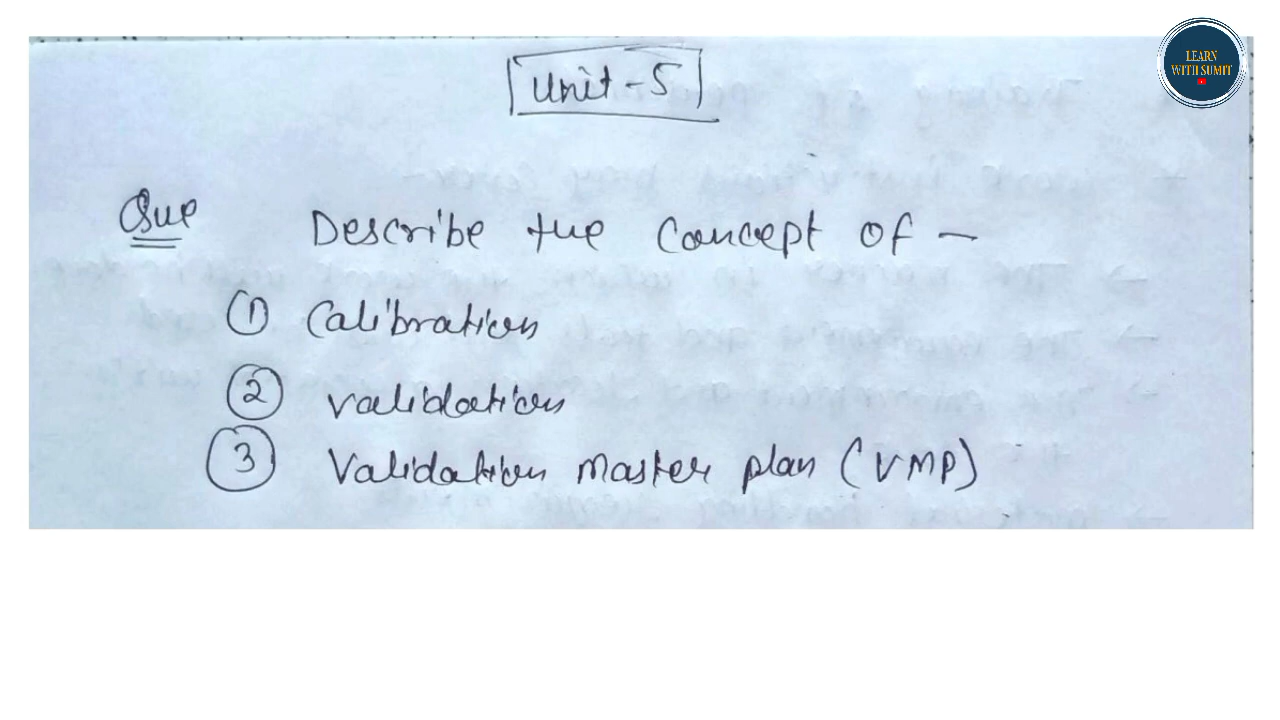 LEARN
WITH SUMIT
Unit - 5
Que Describe the concept of -
① Calibration
② validation
③ Validation master plan (VMP)